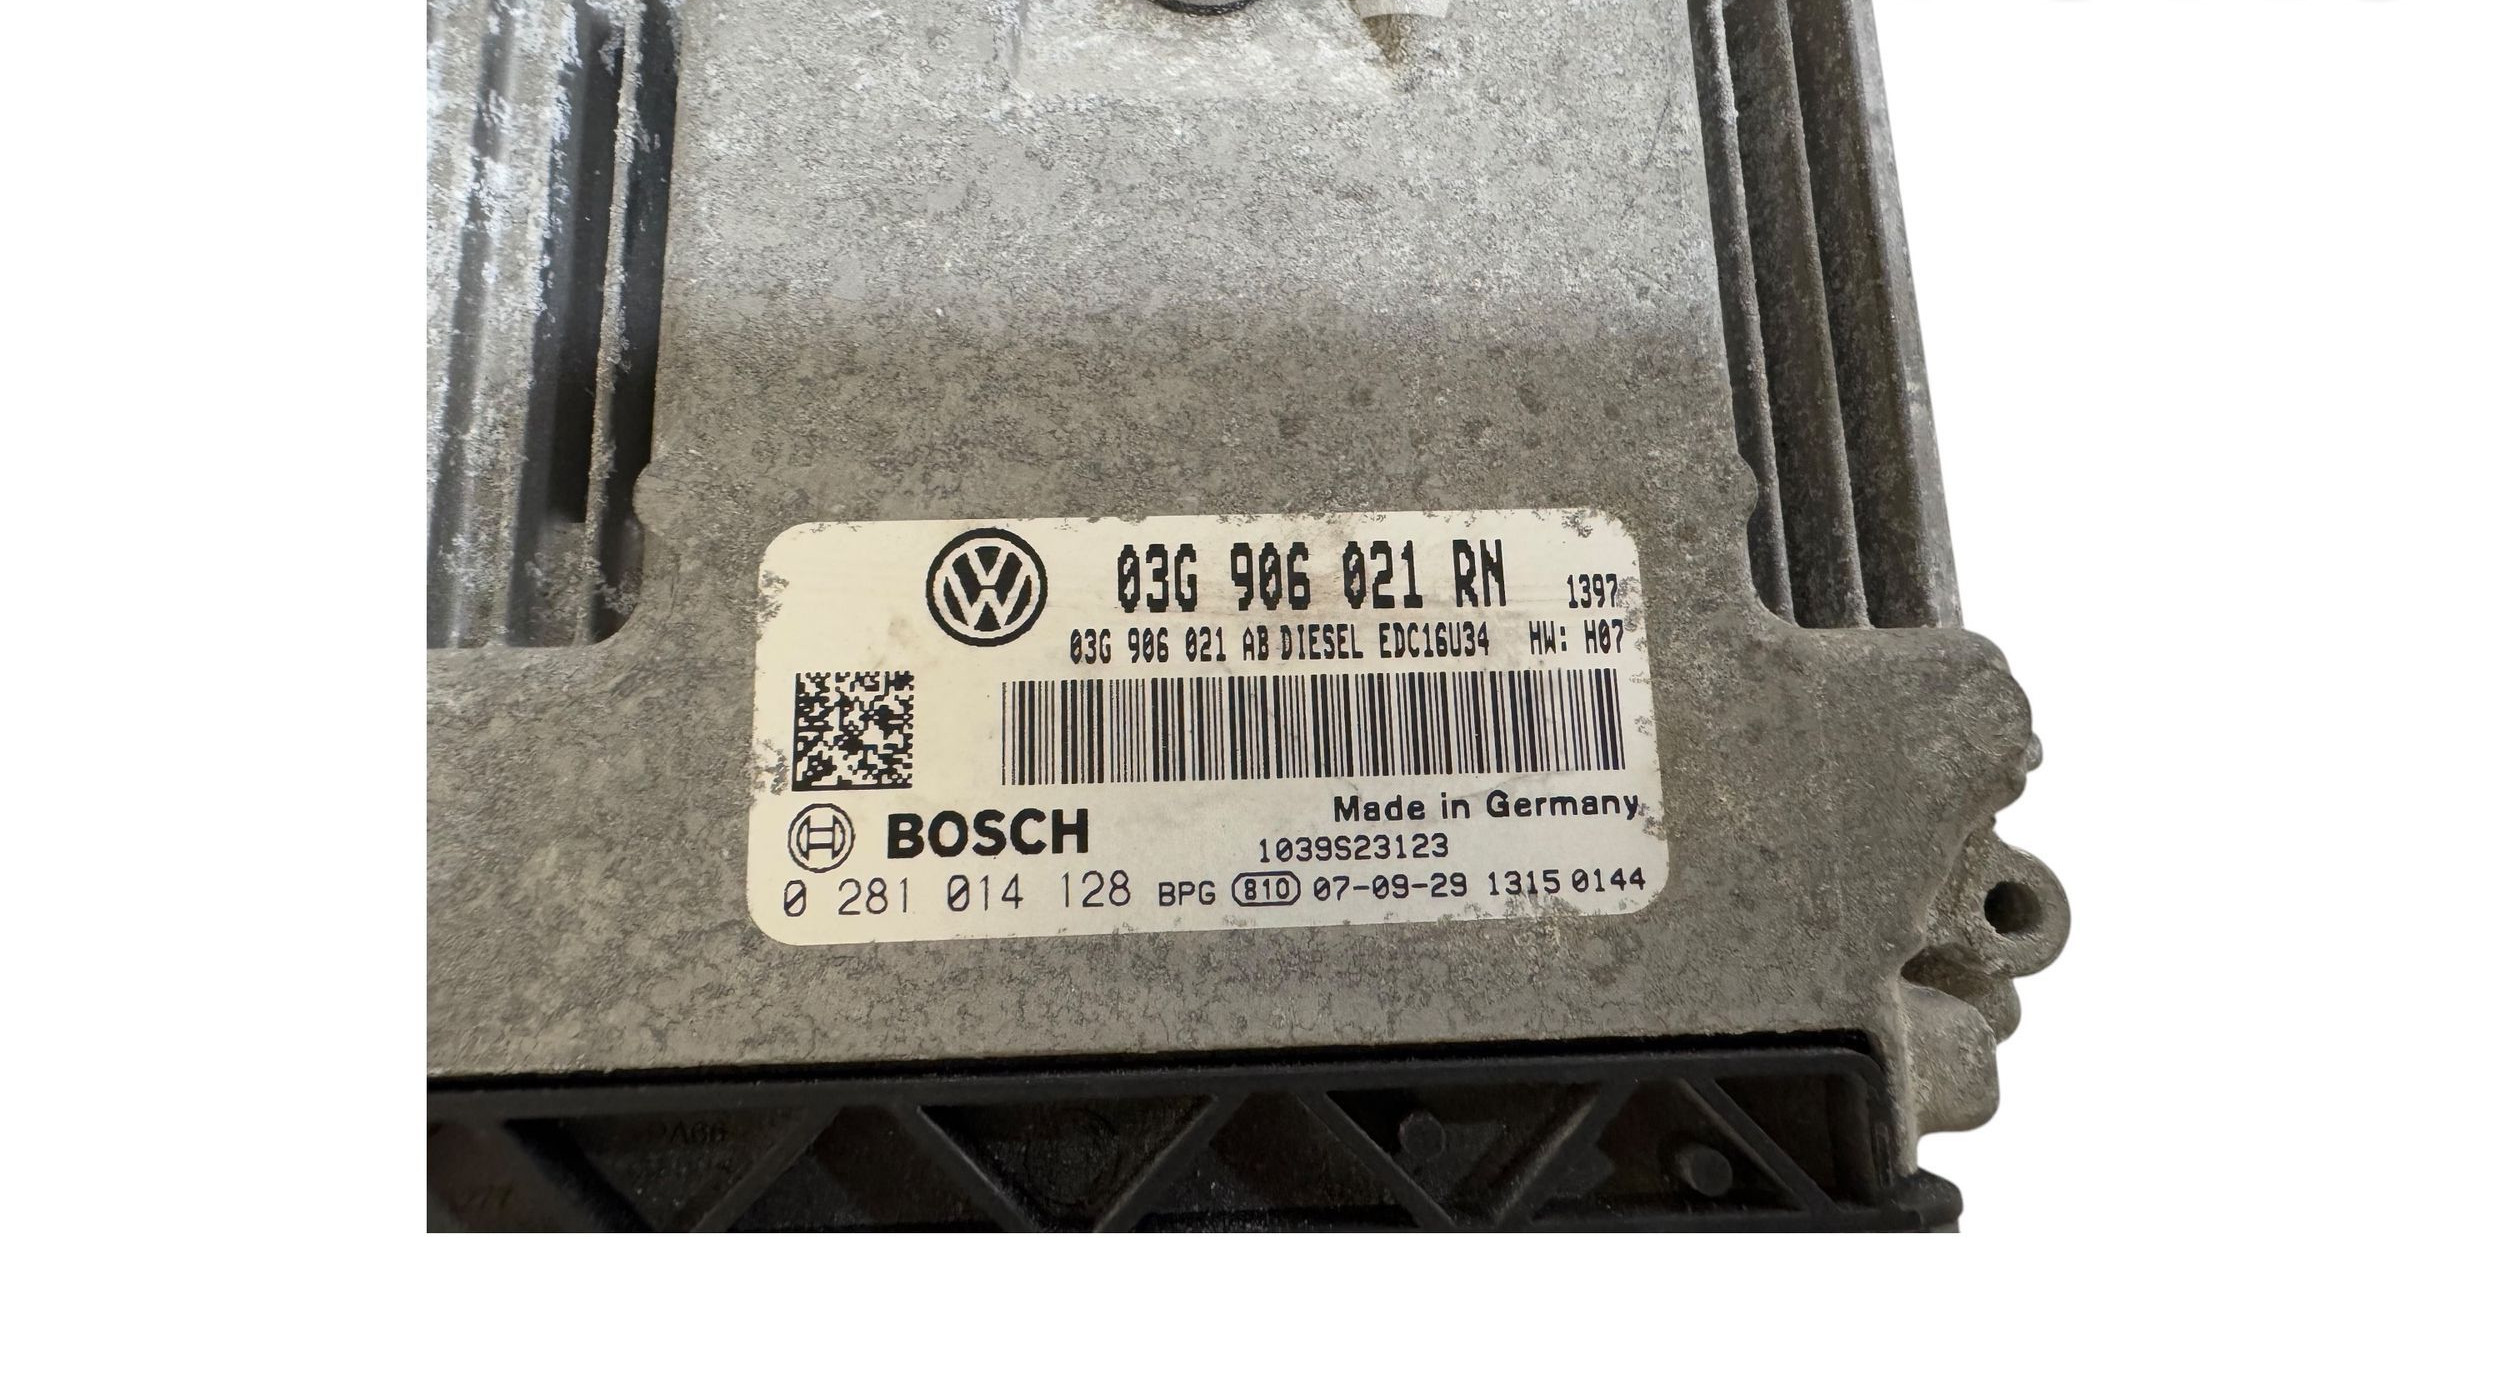 03G 906 021 RN 1397
03G 906 021 AB DIESEL EDC16U34 HW: H07
Made in Germany
BOSCH 1039S23123
0 281 014 128 BPG 810 07-09-29 1315 0144